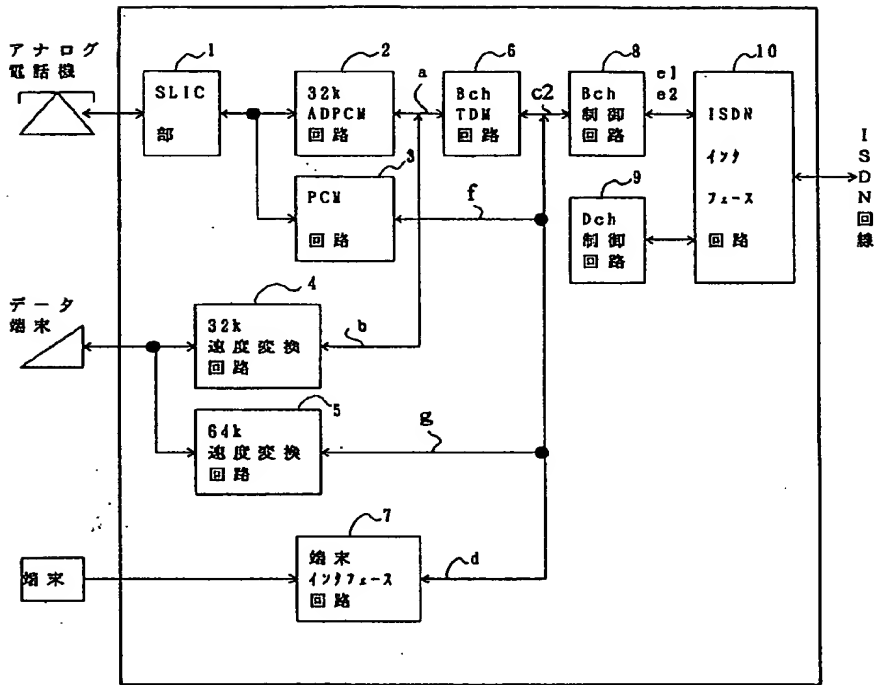 アナログ
電話機
1
SLIC
部
2
32k
ADPCM
回路
a
6
Bch
TDM
回路
c2
8
Bch
制御
回路
e1
e2
10
ISDN
インタ
フェース
回路
ISDN回線
3
PCM
回路
f
9
Dch
制御
回路
データ
端末
4
32k
速度変換
回路
b
5
64k
速度変換
回路
g
端末
7
端末
インタフェース
回路
d